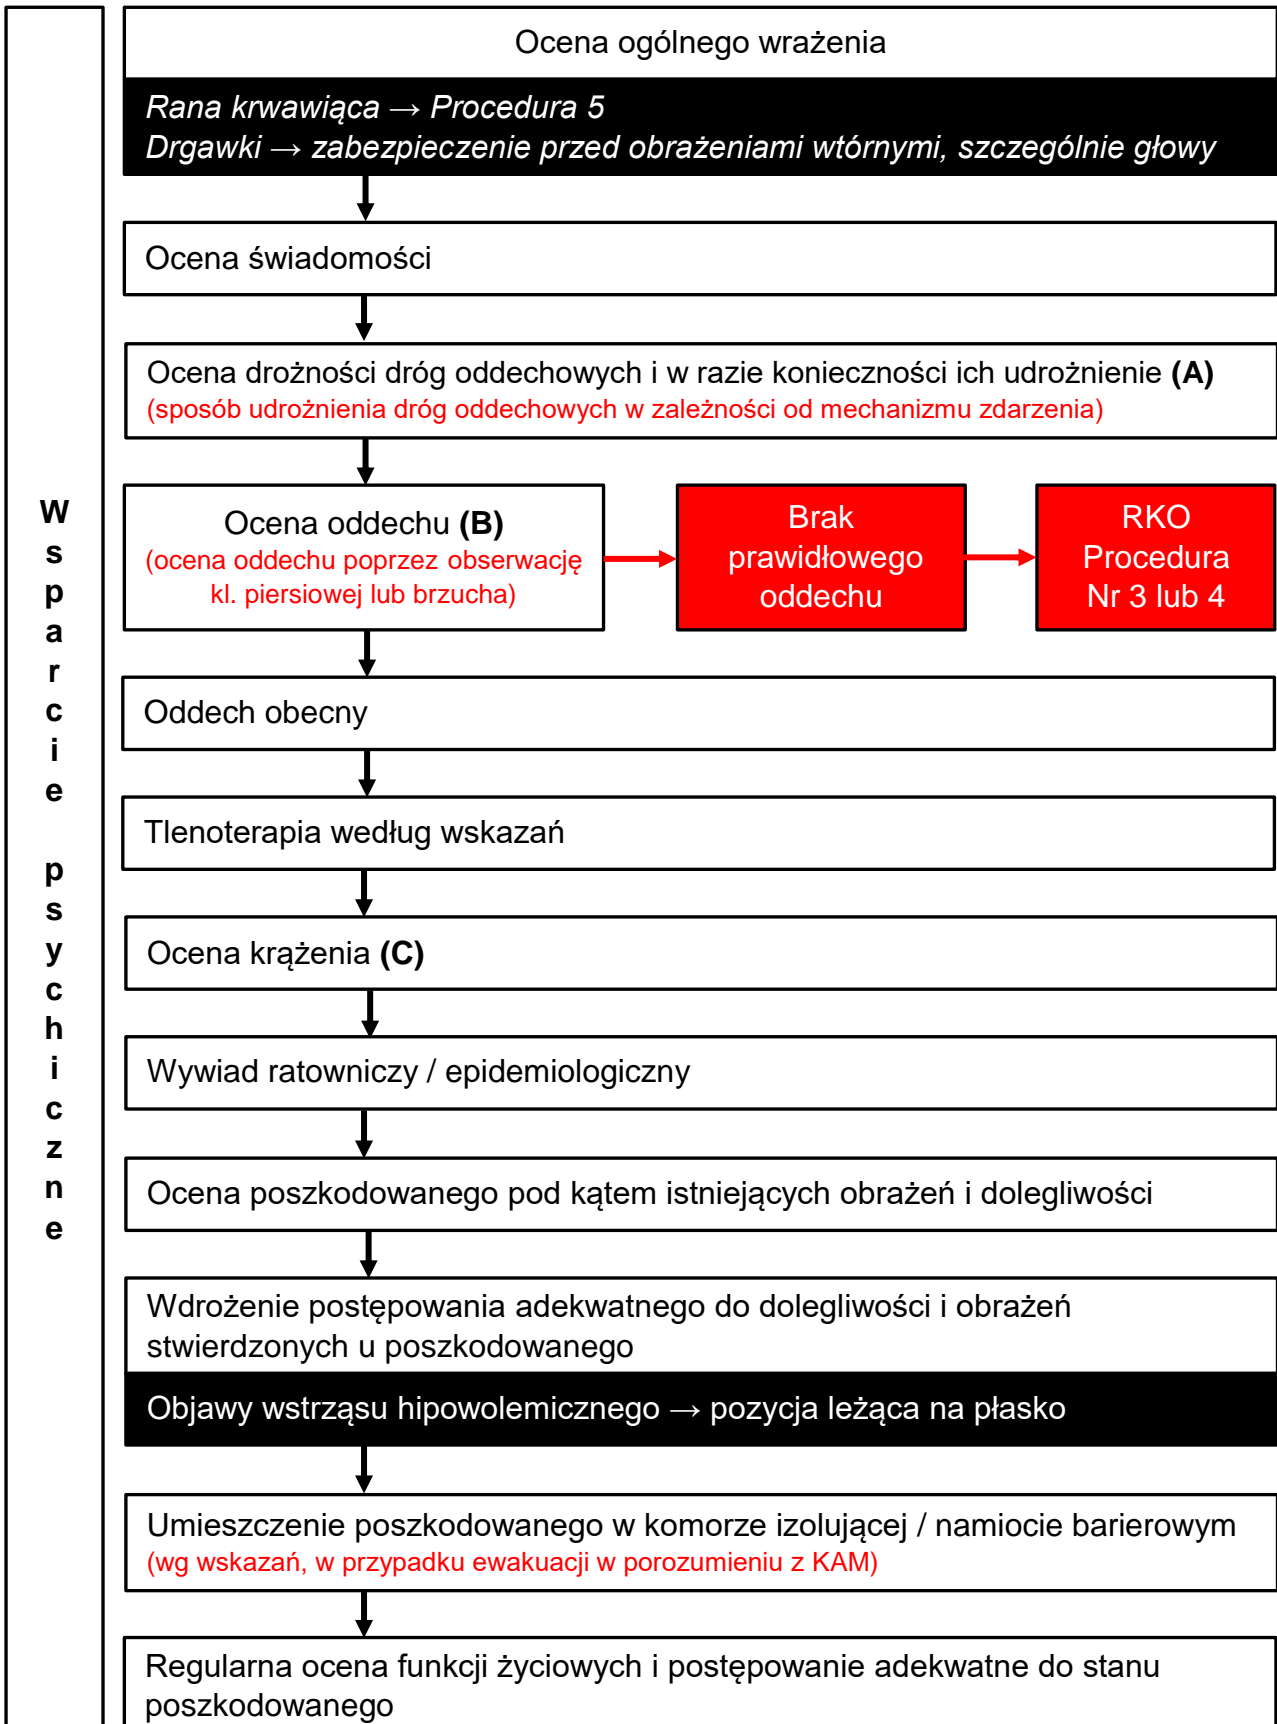 Wsparcie psychiczne
Ocena ogólnego wrażenia
Rana krwawiąca → Procedura 5
Drgawki → zabezpieczenie przed obrażeniami wtórnymi, szczególnie głowy
Ocena świadomości
Ocena drożności dróg oddechowych i w razie konieczności ich udrożnienie (A)
(sposób udrożnienia dróg oddechowych w zależności od mechanizmu zdarzenia)
Ocena oddechu (B)
(ocena oddechu poprzez obserwację
kl. piersiowej lub brzucha)
Brak
prawidłowego
oddechu
RKO
Procedura
Nr 3 lub 4
Oddech obecny
Tlenoterapia według wskazań
Ocena krążenia (C)
Wywiad ratowniczy / epidemiologiczny
Ocena poszkodowanego pod kątem istniejących obrażeń i dolegliwości
Wdrożenie postępowania adekwatnego do dolegliwości i obrażeń
stwierdzonych u poszkodowanego
Objawy wstrząsu hipowolemicznego → pozycja leżąca na płasko
Umieszczenie poszkodowanego w komorze izolującej / namiocie barierowym
(wg wskazań, w przypadku ewakuacji w porozumieniu z KAM)
Regularna ocena funkcji życiowych i postępowanie adekwatne do stanu
poszkodowanego